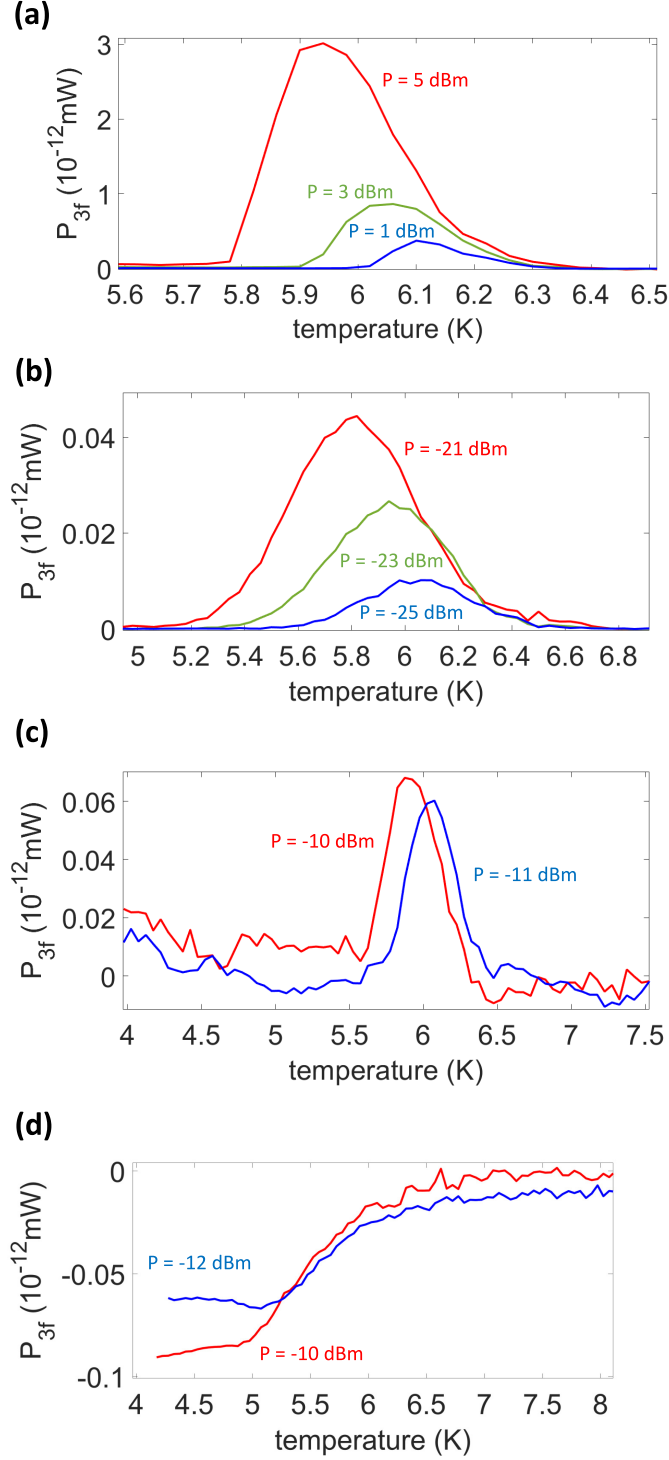 (a)
P = 5 dBm
P = 3 dBm
P = 1 dBm
P3f (10-12mW)
3
2
1
0
5.6 5.7 5.8 5.9 6 6.1 6.2 6.3 6.4 6.5
temperature (K)
(b)
P = -21 dBm
P = -23 dBm
P = -25 dBm
P3f (10-12mW)
0.04
0.02
0
5 5.2 5.4 5.6 5.8 6 6.2 6.4 6.6 6.8
temperature (K)
(c)
P = -10 dBm
P = -11 dBm
P3f (10-12mW)
0.06
0.04
0.02
0
4 4.5 5 5.5 6 6.5 7 7.5
temperature (K)
(d)
P = -12 dBm
P = -10 dBm
P3f (10-12mW)
0
-0.05
-0.1
4 4.5 5 5.5 6 6.5 7 7.5 8
temperature (K)